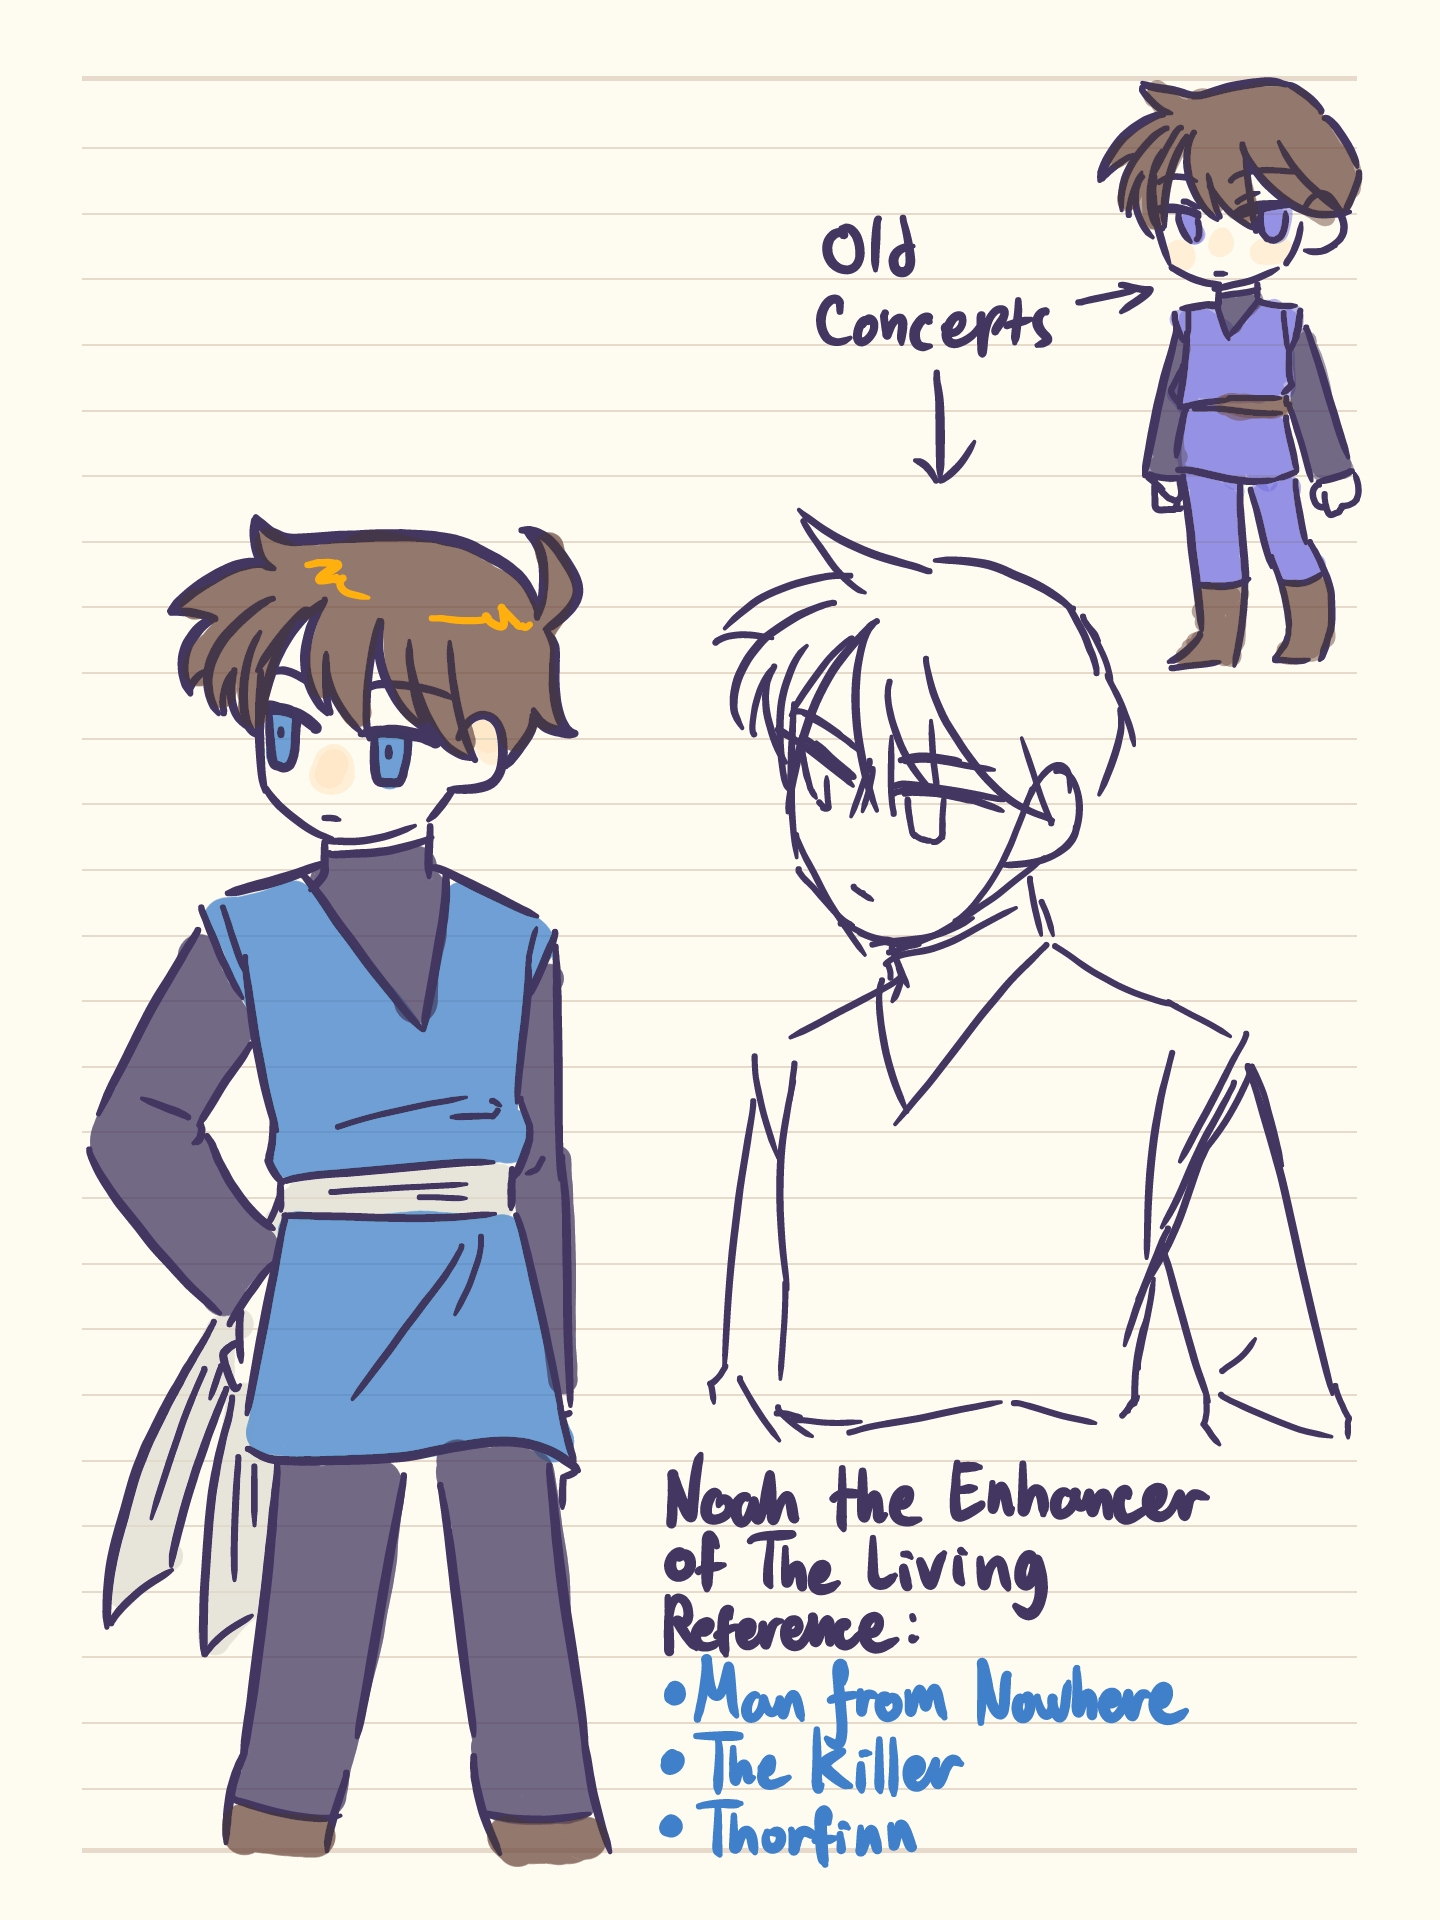 Old
Concepts
Noah the Enhancer
of The Living
Reference:
• Man from Nowhere
• The Killer
• Thorfinn